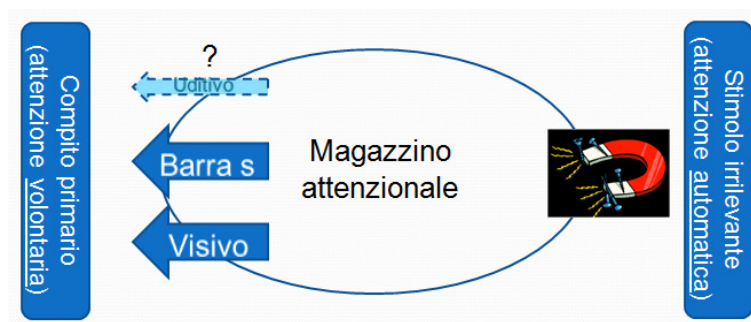 Compito primario
(attenzione volontaria)
?
Uditivo
Barra s
Visivo
Magazzino
attenzionale
Stimolo irrilevante
(attenzione automatica)